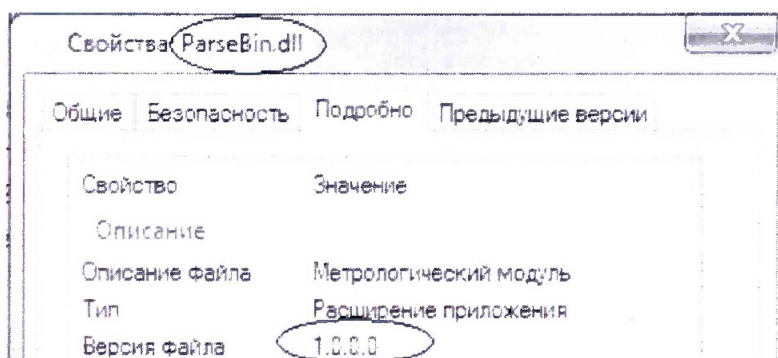 Свойства: ParseBin.dll
Общие Безопасность Подробно Предыдущие версии
Свойство Значение
Описание
Описание файла Метрологический модуль
Тип Расширение приложения
Версия файла 1.0.0.0